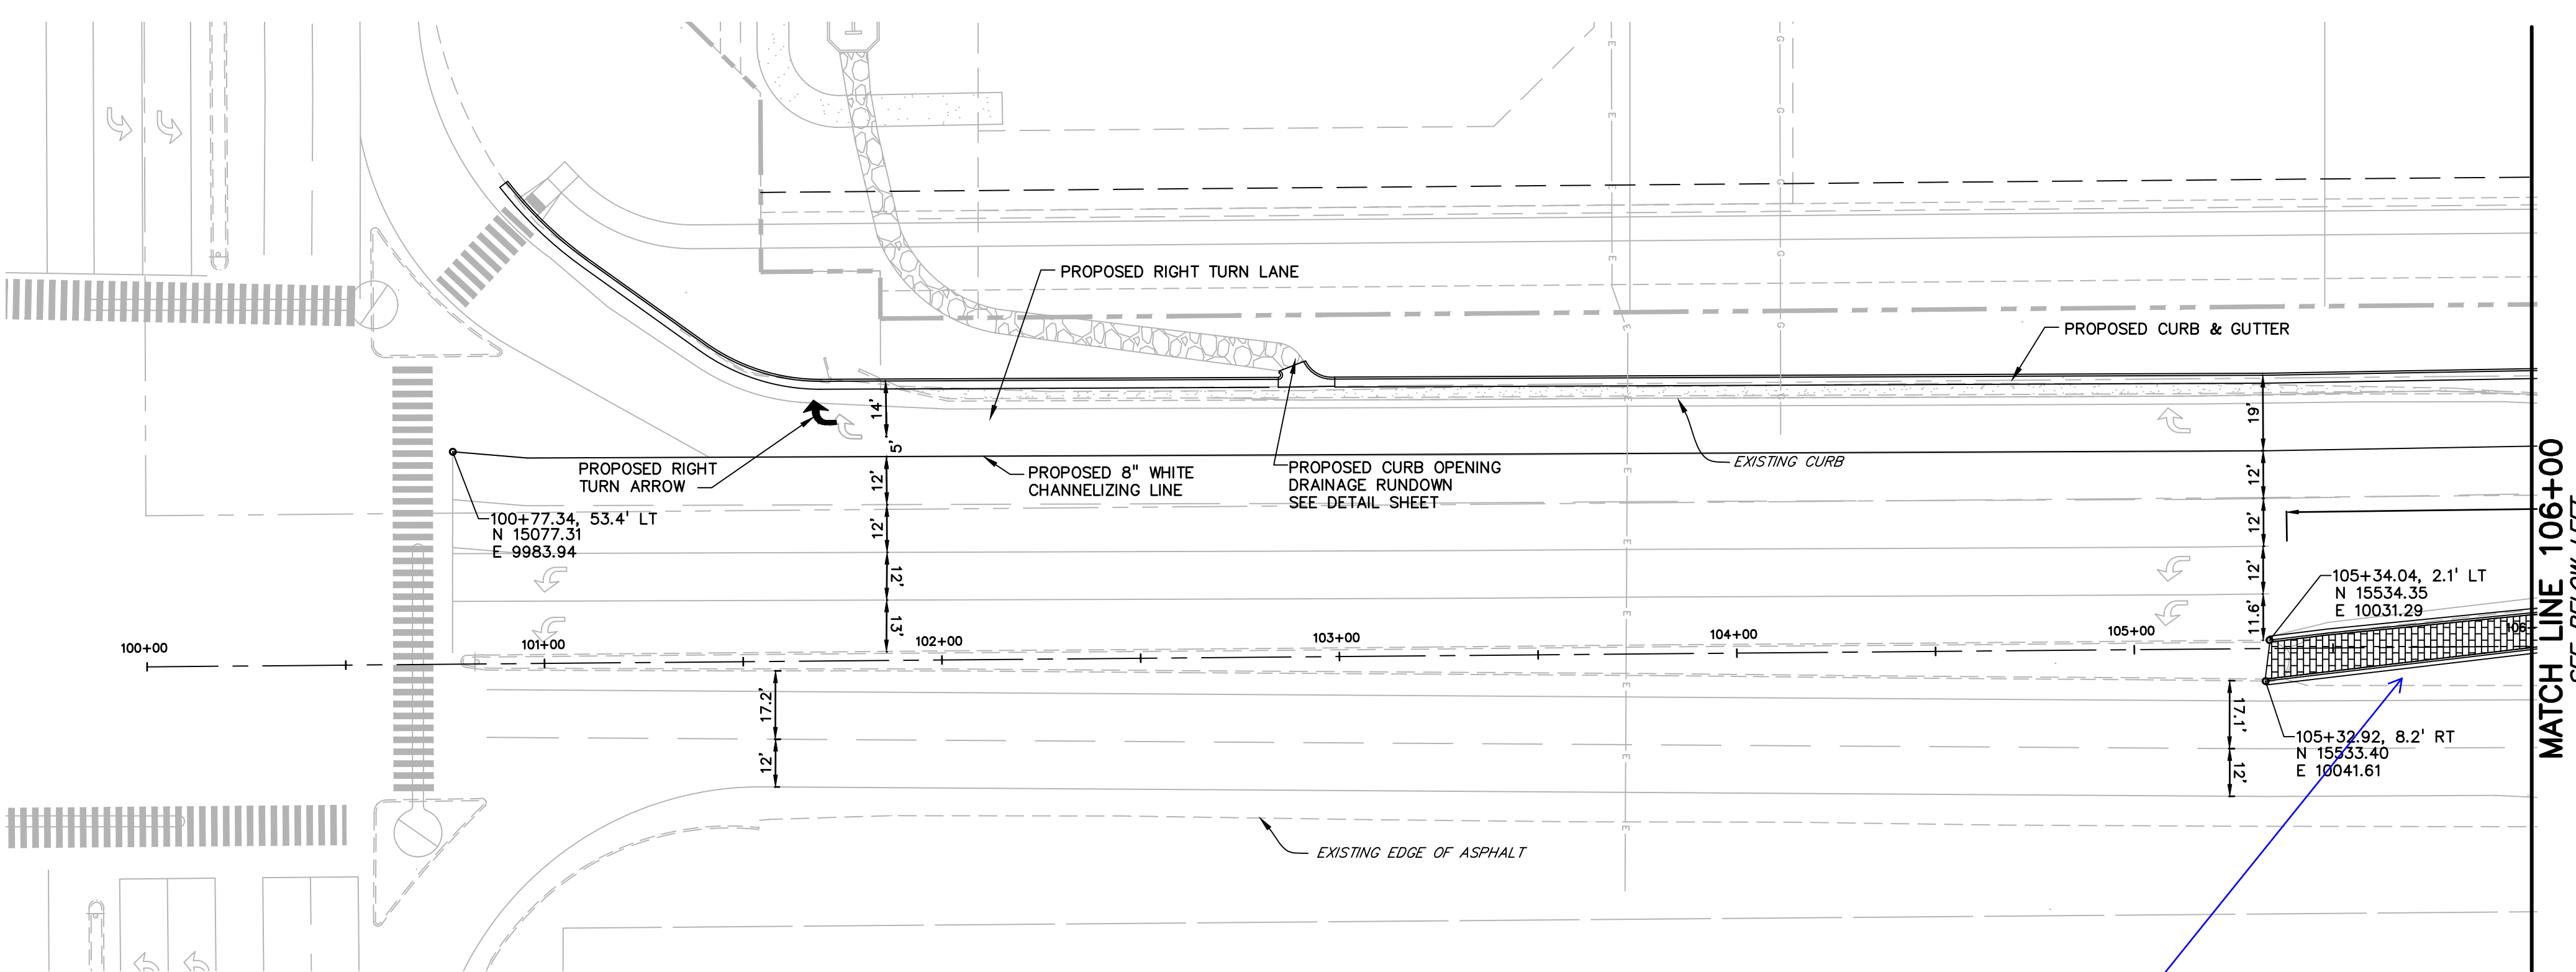 PROPOSED RIGHT TURN LANE
PROPOSED CURB & GUTTER
14'
5'
12'
12'
12'
13'
19'
12'
12'
12'
11.6'
PROPOSED RIGHT
TURN ARROW
PROPOSED 8" WHITE
CHANNELIZING LINE
PROPOSED CURB OPENING
DRAINAGE RUNDOWN
SEE DETAIL SHEET
EXISTING CURB
100+77.34, 53.4' LT
N 15077.31
E 9983.94
105+34.04, 2.1' LT
N 15534.35
E 10031.29
100+00
101+00
102+00
103+00
104+00
105+00
106+
17.2'
12'
17.1'
12'
105+32.92, 8.2' RT
N 15533.40
E 10041.61
EXISTING EDGE OF ASPHALT
MATCH LINE 106+00
SEE BELOW LEFT
E
E
E
E
E
E
E
E
E
E
E
G
G
G
G
G
G